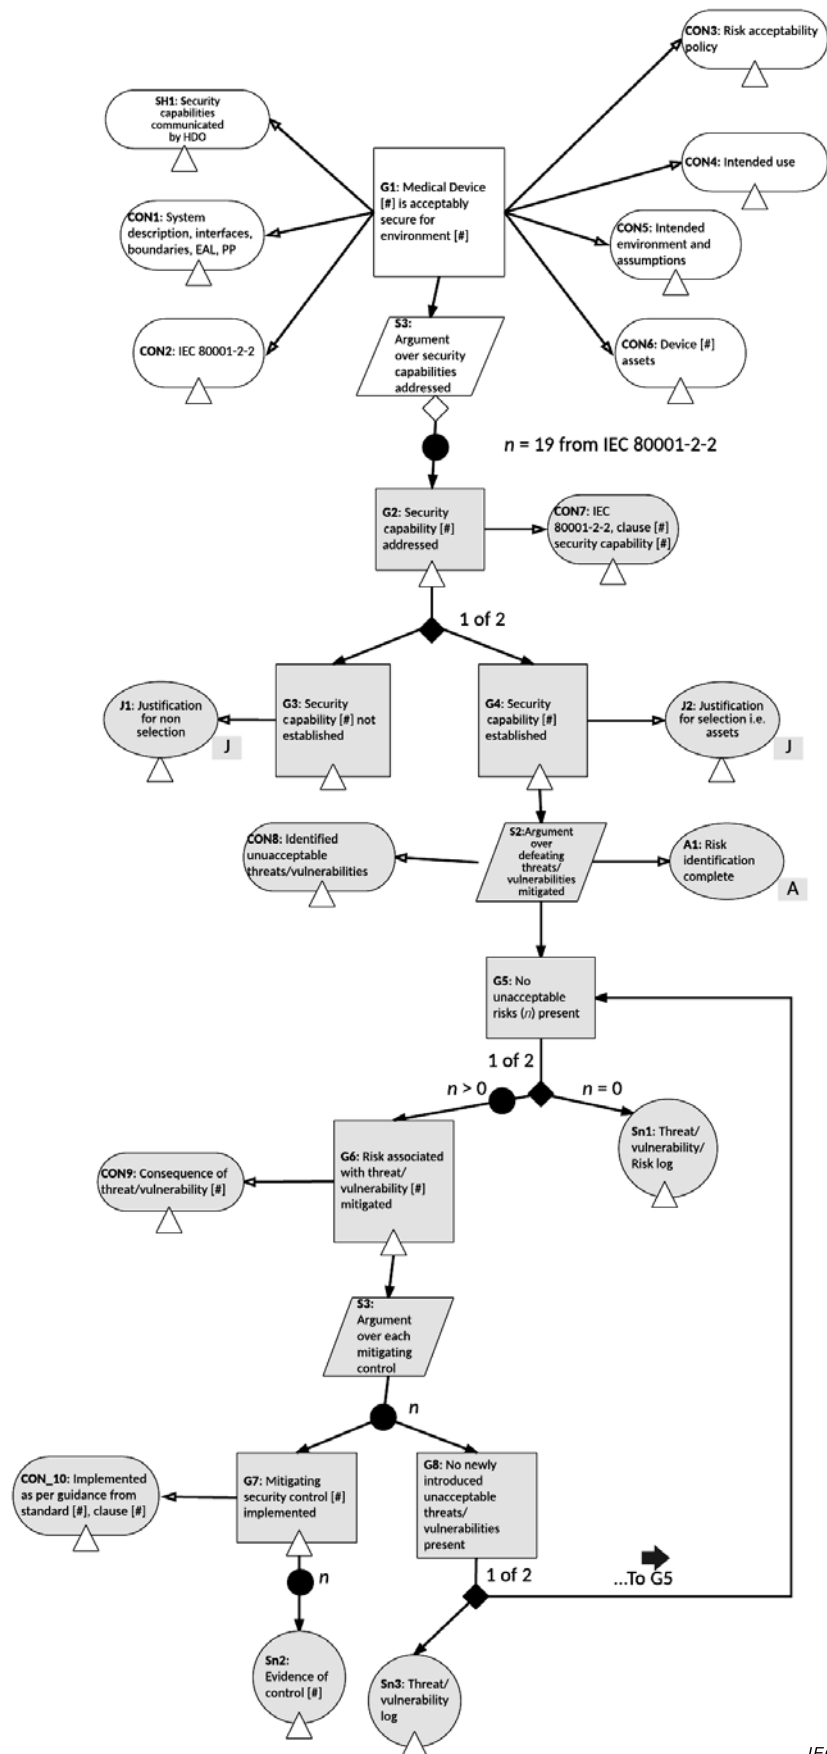 CON3: Risk acceptability
policy
SH1: Security
capabilities
communicated
by HDO
G1: Medical Device
[#] is acceptably
secure for
environment [#]
CON4: Intended use
CON1: System
description, interfaces,
boundaries, EAL, PP
CON5: Intended
environment and
assumptions
CON2: IEC 80001-2-2
S3:
Argument
over security
capabilities
addressed
CON6: Device [#]
assets
n = 19 from IEC 80001-2-2
G2: Security
capability [#]
addressed
CON7: IEC
80001-2-2, clause [#]
security capability [#]
1 of 2
J1: Justification
for non
selection
J
G3: Security
capability [#] not
established
G4: Security
capability [#]
established
J2: Justification
for selection i.e.
assets
J
CON8: Identified
unacceptable
threats/vulnerabilities
S2:Argument
over
defeating
threats/
vulnerabilities
mitigated
A1: Risk
identification
complete
A
G5: No
unacceptable
risks (n) present
1 of 2
n > 0
n = 0
Sn1: Threat/
vulnerability/
Risk log
G6: Risk associated
with threat/
vulnerability [#]
mitigated
CON9: Consequence of
threat/vulnerability [#]
S3:
Argument
over each
mitigating
control
n
CON_10: Implemented
as per guidance from
standard [#], clause [#]
G7: Mitigating
security control [#]
implemented
G8: No newly
introduced
unacceptable
threats/
vulnerabilities
present
n
1 of 2
...To G5
Sn2:
Evidence of
control [#]
Sn3: Threat/
vulnerability
log